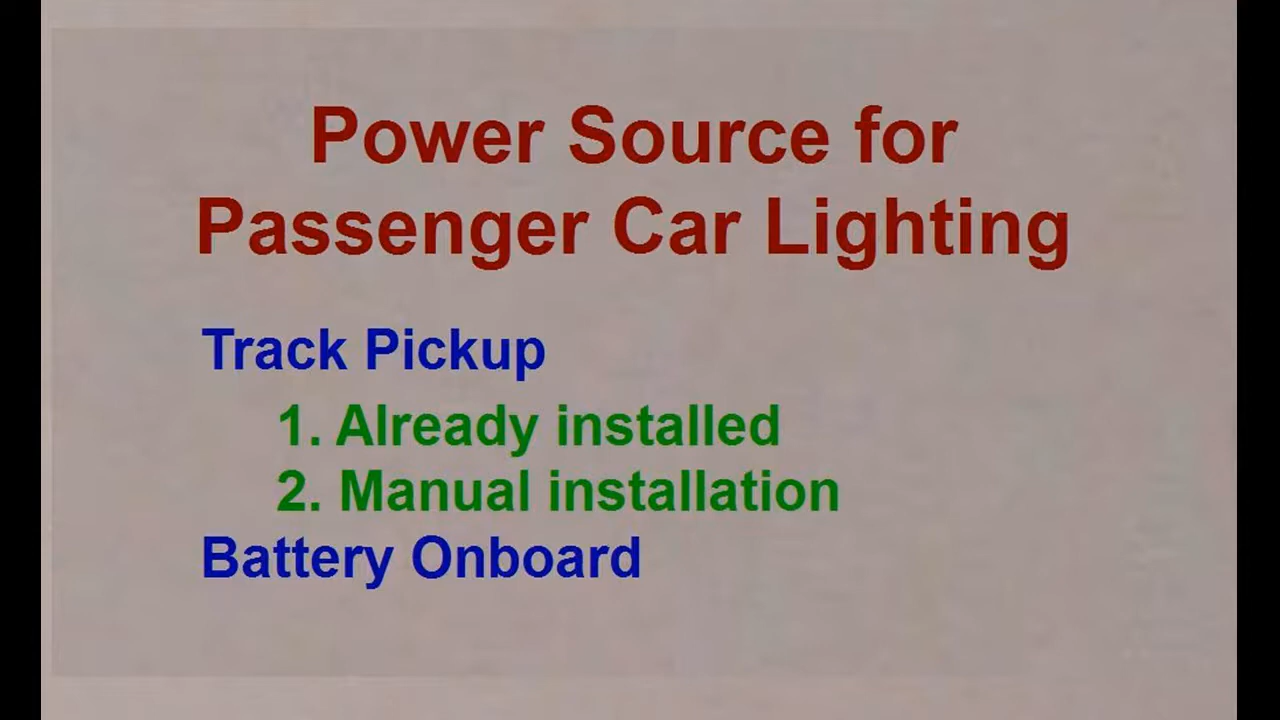 Power Source for
Passenger Car Lighting
Track Pickup
1. Already installed
2. Manual installation
Battery Onboard